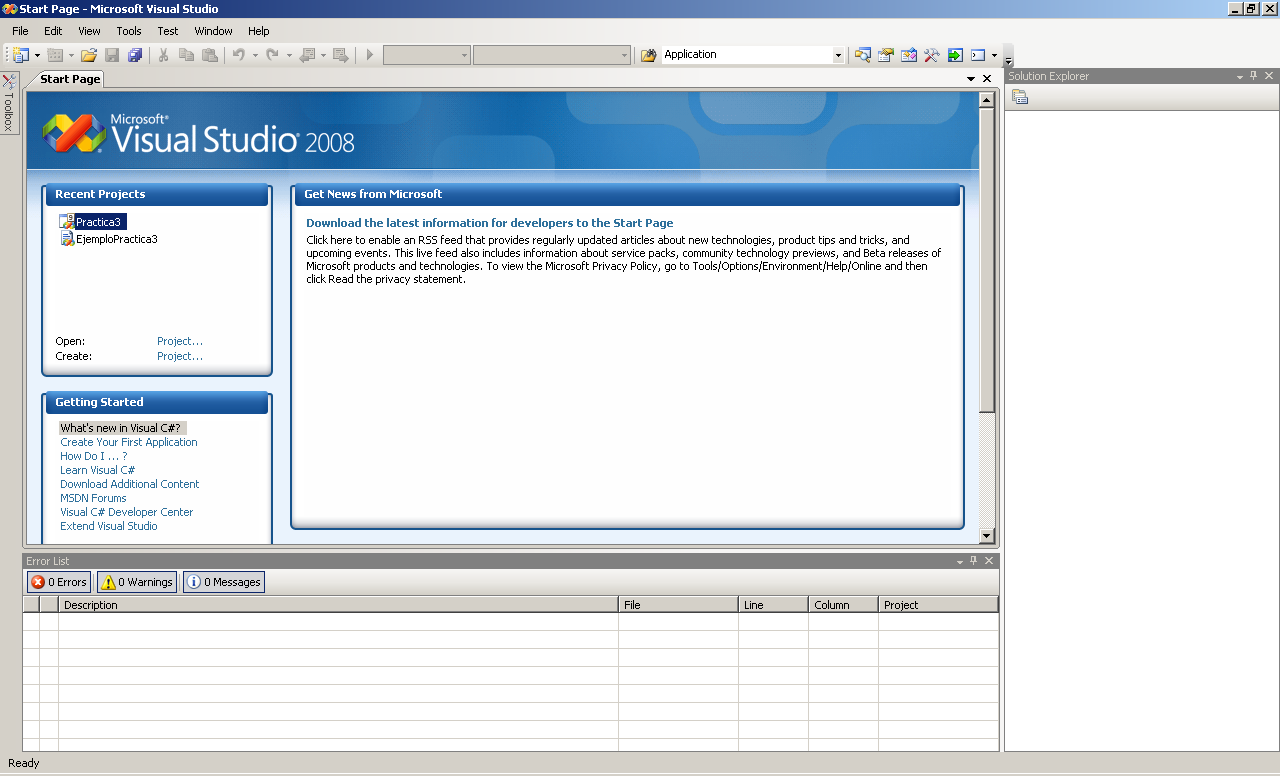 Start Page - Microsoft Visual Studio
File Edit View Tools Test Window Help
Application
Toolbox
Start Page
Solution Explorer
Microsoft®
Visual Studio® 2008
Recent Projects
Practica3
EjemploPractica3
Open: Project...
Create: Project...
Get News from Microsoft
Download the latest information for developers to the Start Page
Click here to enable an RSS feed that provides regularly updated articles about new technologies, product tips and tricks, and
upcoming events. This live feed also includes information about service packs, community technology previews, and Beta releases of
Microsoft products and technologies. To view the Microsoft Privacy Policy, go to Tools/Options/Environment/Help/Online and then
click Read the privacy statement.
Getting Started
What's new in Visual C#?
Create Your First Application
How Do I ... ?
Learn Visual C#
Download Additional Content
MSDN Forums
Visual C# Developer Center
Extend Visual Studio
Error List
0 Errors 0 Warnings 0 Messages
Description File Line Column Project
Ready